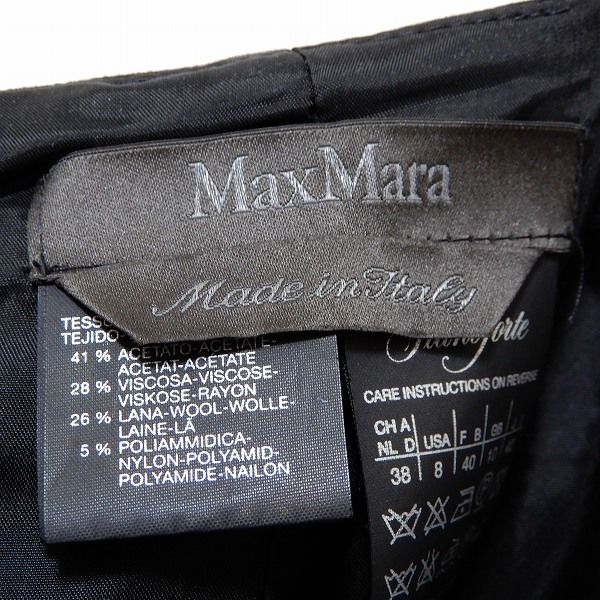 MaxMara
Made in Italy
TEJIDO-
41 % ACETATO-ACETATE-
ACETAT-ACETATE
28 % VISCOSA-VISCOSE-
VISKOSE-RAYON
26 % LANA-WOOL-WOLLE-
LAINE-LÃ
5 % POLIAMMIDICA-
NYLON-POLYAMID-
POLYAMIDE-NAILON
CARE INSTRUCTIONS ON REVERSE
CH A
NL D USA F B GB
38 8 40 10